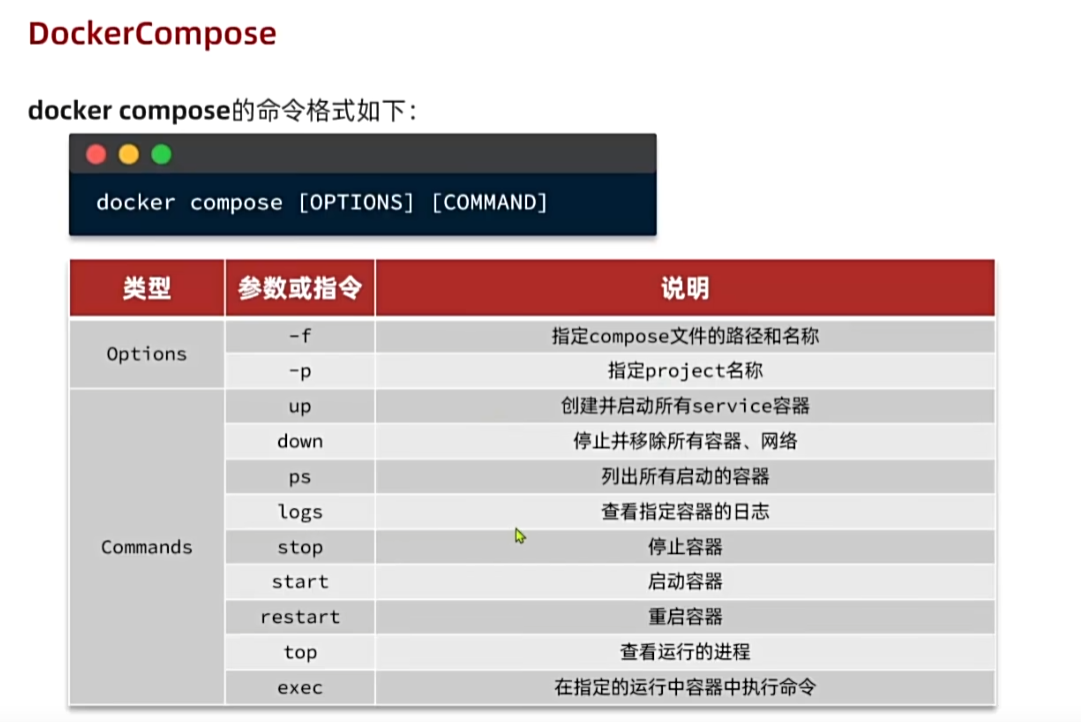 DockerCompose
docker compose的命令格式如下：
docker compose [OPTIONS] [COMMAND]
类型 参数或指令 说明
Options -f 指定compose文件的路径和名称
-p 指定project名称
Commands up 创建并启动所有service容器
down 停止并移除所有容器、网络
ps 列出所有启动的容器
logs 查看指定容器的日志
stop 停止容器
start 启动容器
restart 重启容器
top 查看运行的进程
exec 在指定的运行中容器中执行命令